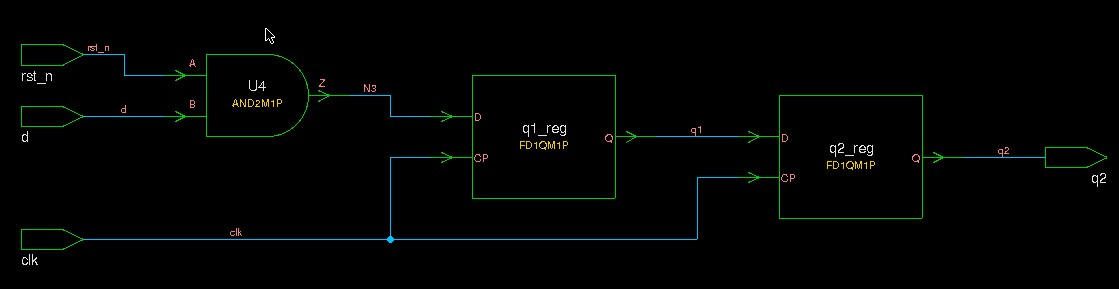 rst_n
rst_n
A
U4
AND2M1P
Z
N3
d
d
B
D
q1_reg
FD1QM1P
Q
CP
q1
D
q2_reg
FD1QM1P
Q
CP
q2
q2
clk
clk